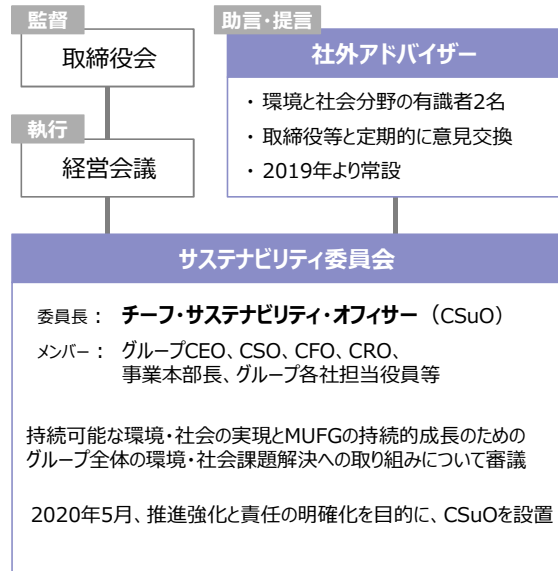 監督
取締役会
執行
経営会議
助言・提言
社外アドバイザー
・ 環境と社会分野の有識者2名
・ 取締役等と定期的に意見交換
・ 2019年より常設
サステナビリティ委員会
委員長： チーフ・サステナビリティ・オフィサー（CSuO）
メンバー： グループCEO、CSO、CFO、CRO、
事業本部長、グループ各社担当役員等
持続可能な環境・社会の実現とMUFGの持続的成長のための
グループ全体の環境・社会課題解決への取り組みについて審議
2020年5月、推進強化と責任の明確化を目的に、CSuOを設置